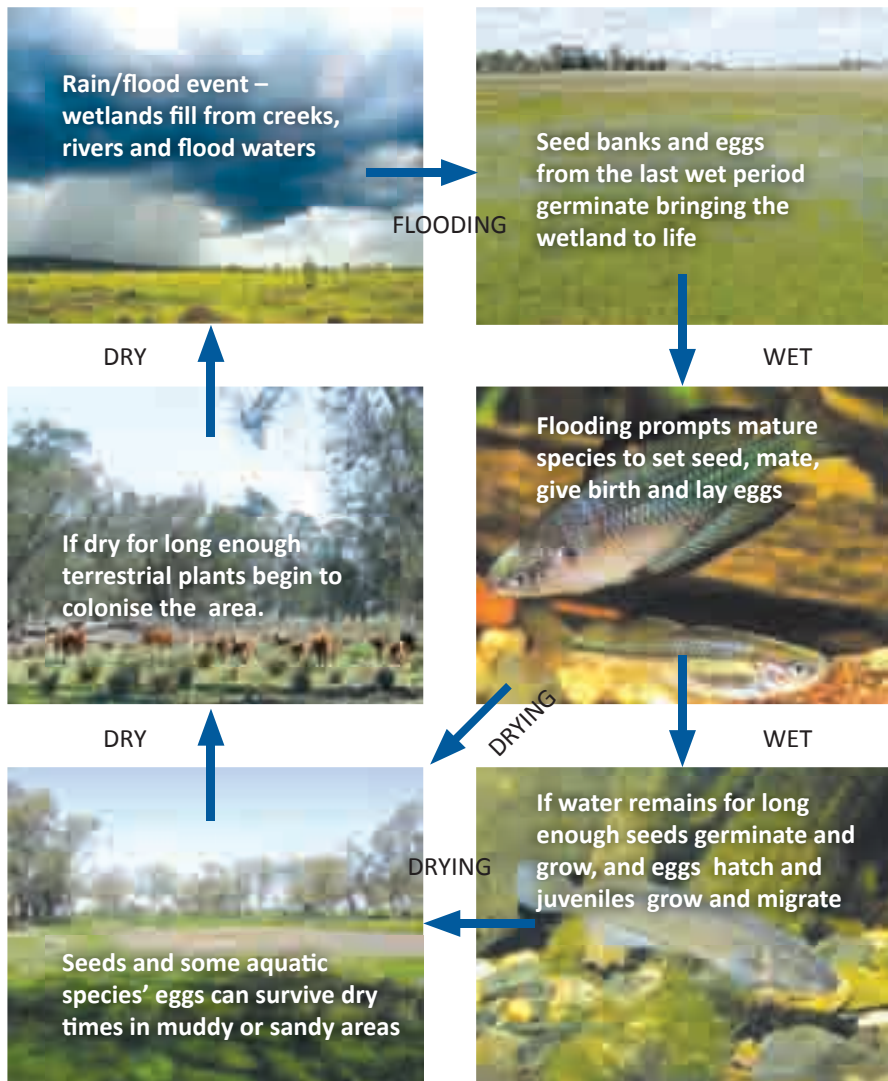 Rain/flood event –
wetlands fill from creeks,
rivers and flood waters
FLOODING
Seed banks and eggs
from the last wet period
germinate bringing the
wetland to life
DRY
WET
If dry for long enough
terrestrial plants begin to
colonise the  area.
Flooding prompts mature
species to set seed, mate,
give birth and lay eggs
DRY
DRYING
WET
Seeds and some aquatic
species’ eggs can survive dry
times in muddy or sandy areas
DRYING
If water remains for long
enough seeds germinate and
grow, and eggs  hatch and
juveniles  grow and migrate